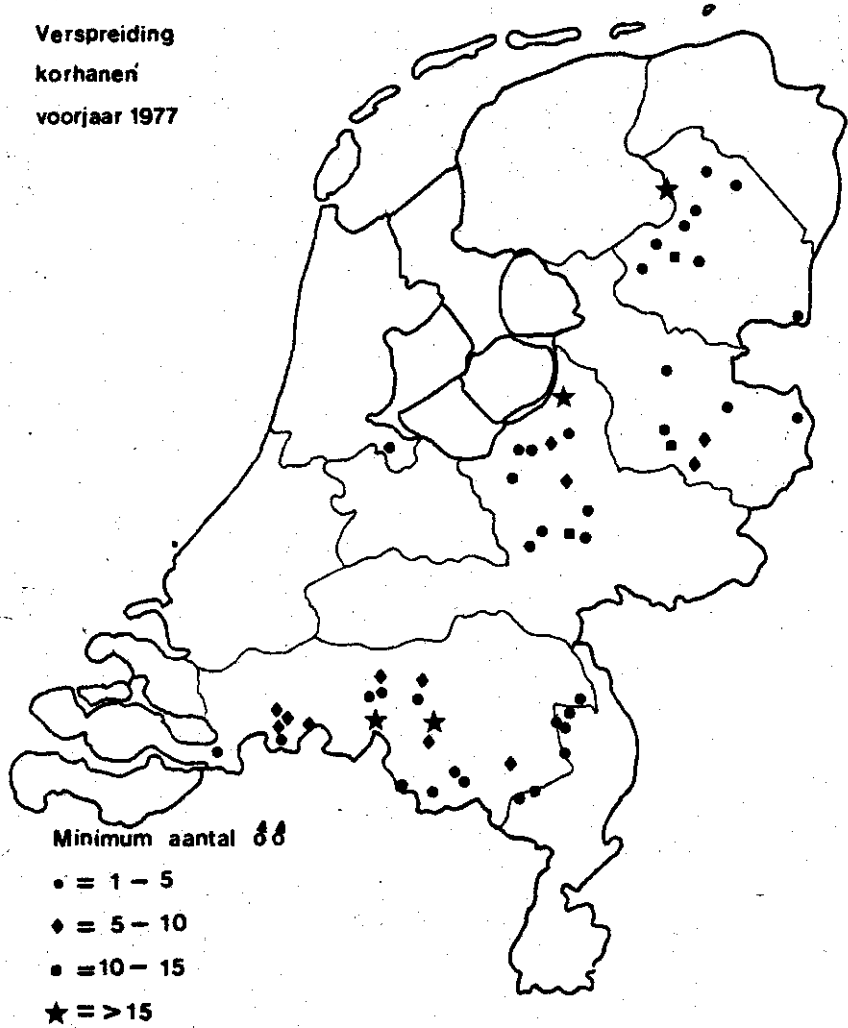 Verspreiding
korhanen
voorjaar 1977
Minimum aantal ♂♂
• = 1 – 5
♦ = 5 – 10
■ = 10 – 15
★ = > 15